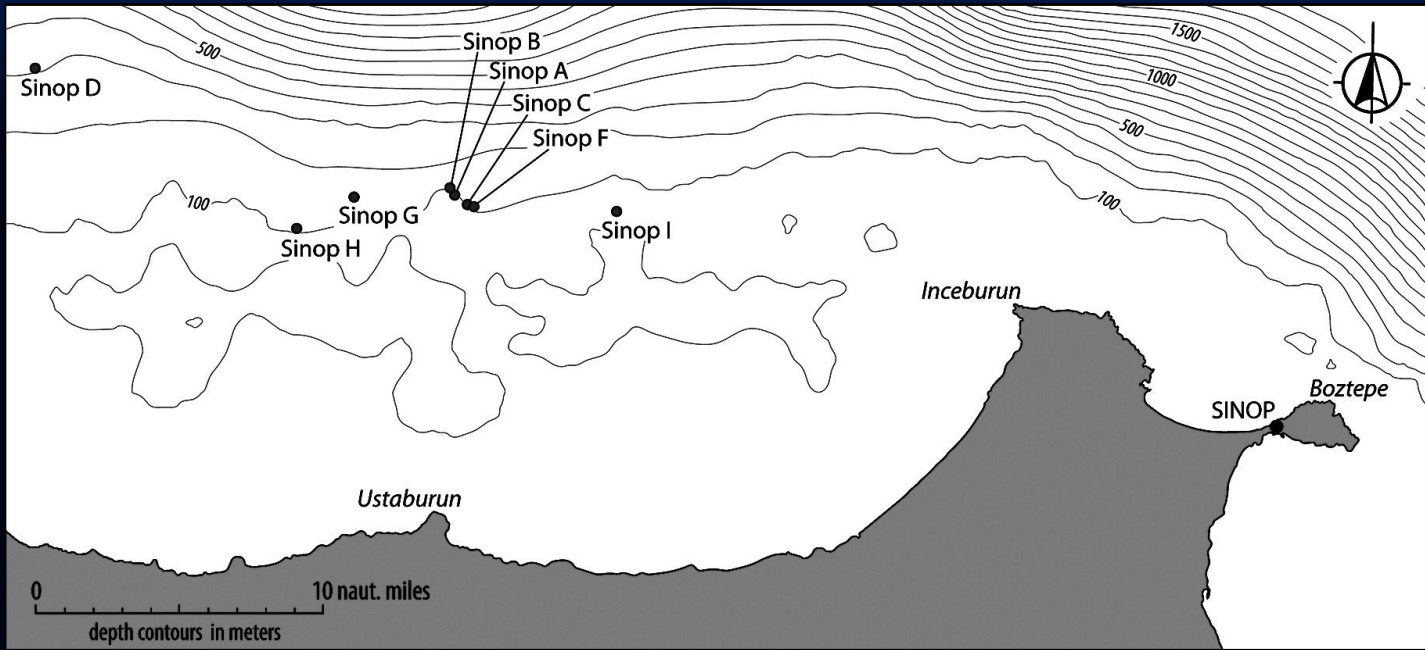 1500
Sinop B
500
Sinop A
1000
Sinop D
Sinop C
500
Sinop F
100
100
Sinop G
Sinop I
Sinop H
Inceburun
Boztepe
SINOP
Ustaburun
0 10 naut. miles
depth contours in meters